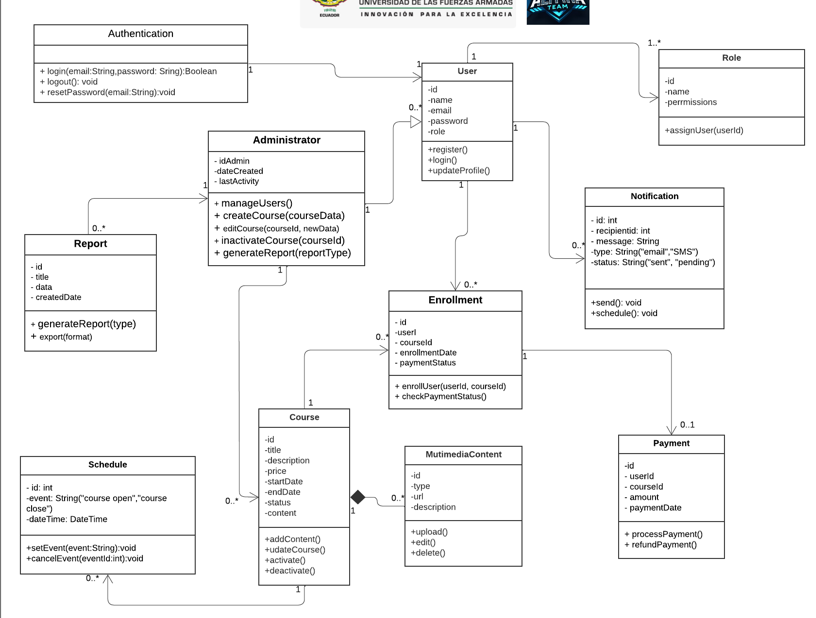 UNIVERSIDAD DE LAS FUERZAS ARMADAS
ECUADOR
INNOVACIÓN PARA LA EXCELENCIA
TEAM
Authentication
+ login(email:String,password: Sring):Boolean
+ logout(): void
+ resetPassword(email:String):void
1
1
User
-id
-name
-email
-password
-role
+register()
+login()
+updateProfile()
1
1..*
Role
-id
-name
-perrmissions
+assignUser(userId)
0..*
1
1
1
Administrator
- idAdmin
-dateCreated
- lastActivity
+ manageUsers()
+ createCourse(courseData)
+ editCourse(courseId, newData)
+ inactivateCourse(courseId)
+ generateReport(reportType)
1
1
0..*
Report
- id
- title
- data
- createdDate
+ generateReport(type)
+ export(format)
Notification
- id: int
- recipientid: int
- message: String
-type: String("email","SMS")
-status: String("sent", "pending")
+send(): void
+schedule(): void
0..*
0..*
Enrollment
- id
-userI
- courseId
- enrollmentDate
- paymentStatus
+ enrollUser(userId, courseId)
+ checkPaymentStatus()
0..*
1
1
Course
-id
-title
-description
-price
-startDate
-endDate
-status
-content
+addContent()
+udateCourse()
+activate()
+deactivate()
0..*
1
0..*
1
MutimediaContent
-id
-type
-url
-description
+upload()
+edit()
+delete()
0..1
Payment
-id
- userId
- courseId
- amount
- paymentDate
+ processPayment()
+ refundPayment()
Schedule
- id: int
-event: String("course open","course
close")
-dateTime: DateTime
+setEvent(event:String):void
+cancelEvent(eventId:int):void
0..*